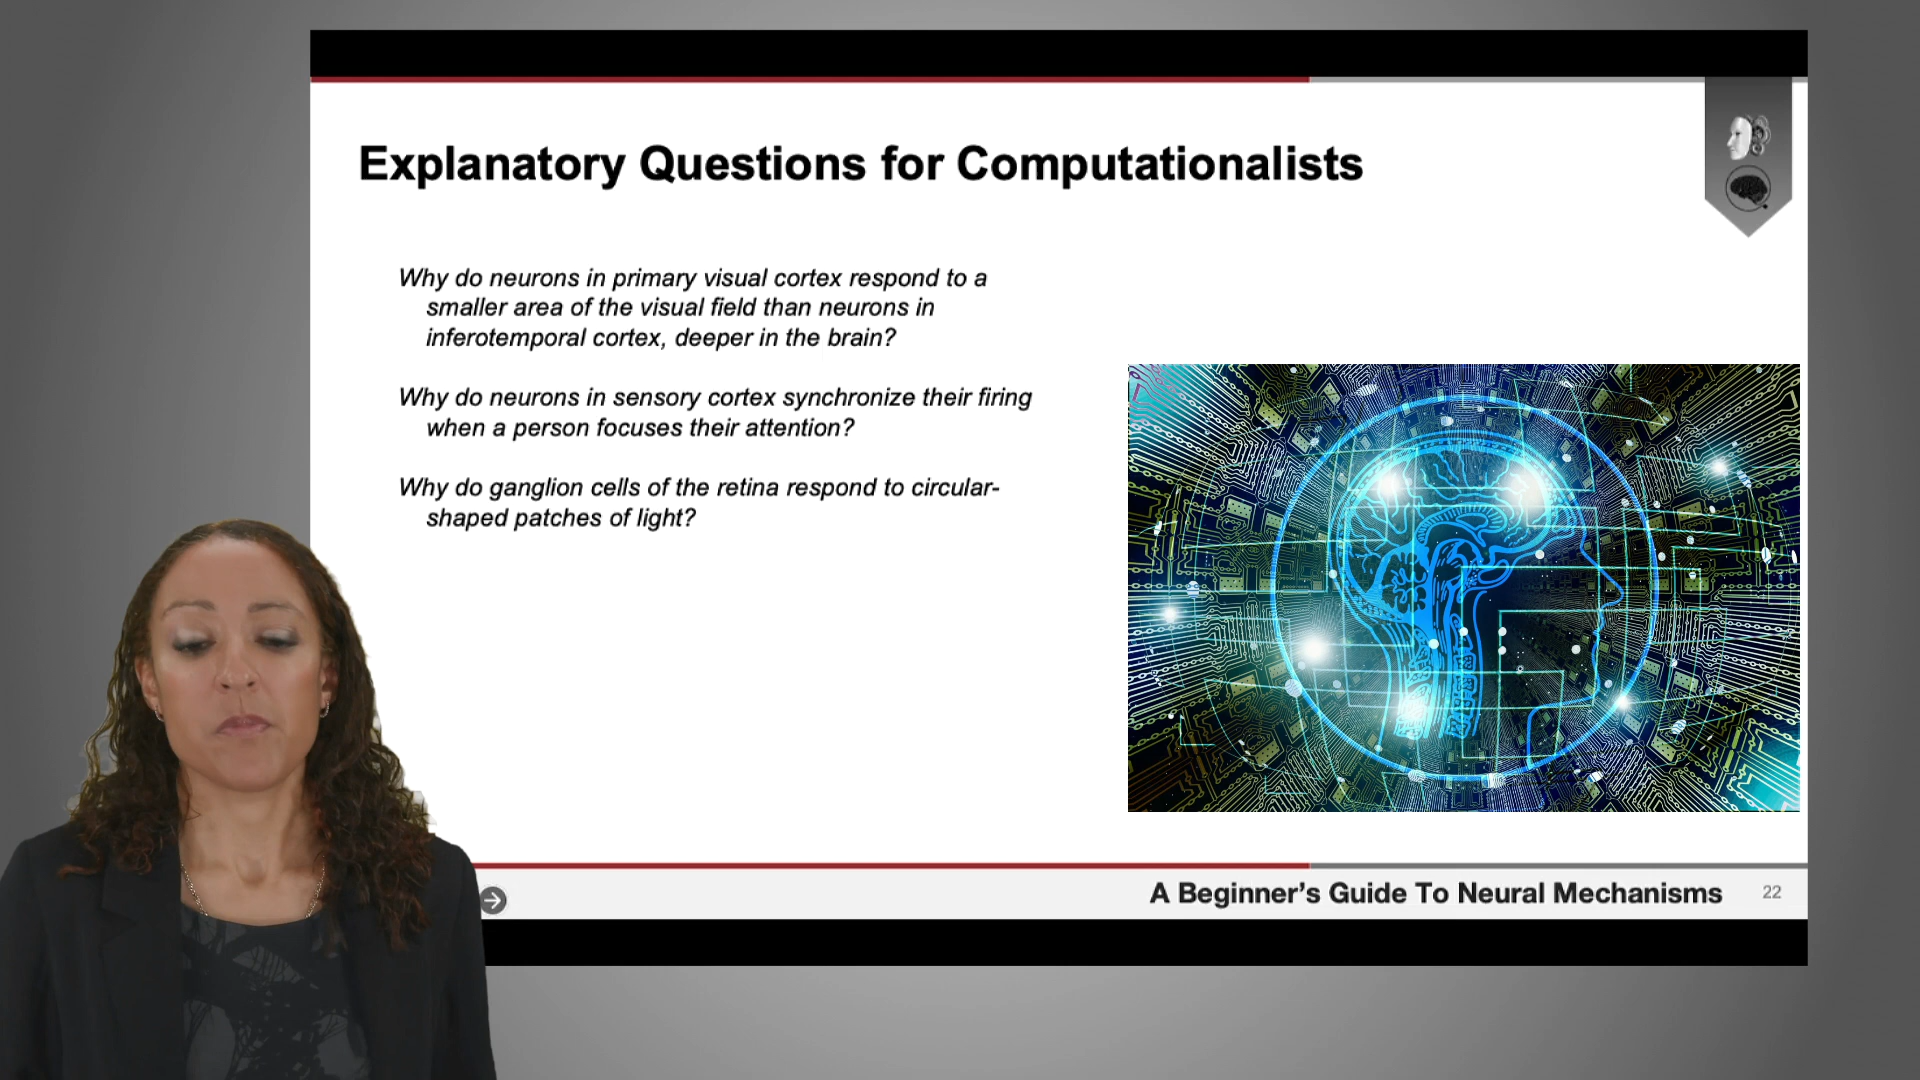 Explanatory Questions for Computationalists
Why do neurons in primary visual cortex respond to a
smaller area of the visual field than neurons in
inferotemporal cortex, deeper in the brain?
Why do neurons in sensory cortex synchronize their firing
when a person focuses their attention?
Why do ganglion cells of the retina respond to circular-
shaped patches of light?
A Beginner’s Guide To Neural Mechanisms 22